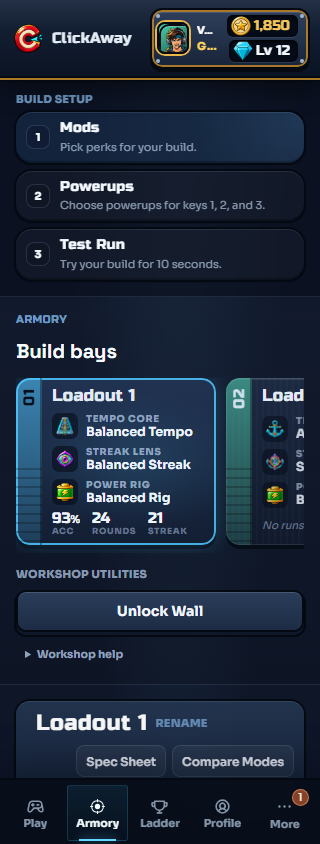 ClickAway
V...
G...
1,850
Lv 12
BUILD SETUP
1
Mods
Pick perks for your build.
2
Powerups
Choose powerups for keys 1, 2, and 3.
3
Test Run
Try your build for 10 seconds.
ARMORY
Build bays
01
Loadout 1
TEMPO CORE
Balanced Tempo
STREAK LENS
Balanced Streak
POWER RIG
Balanced Rig
93% 24 21
ACC ROUNDS STREAK
02
Load
No runs
WORKSHOP UTILITIES
Unlock Wall
Workshop help
Loadout 1 RENAME
Spec Sheet Compare Modes
1
Play Armory Ladder Profile More